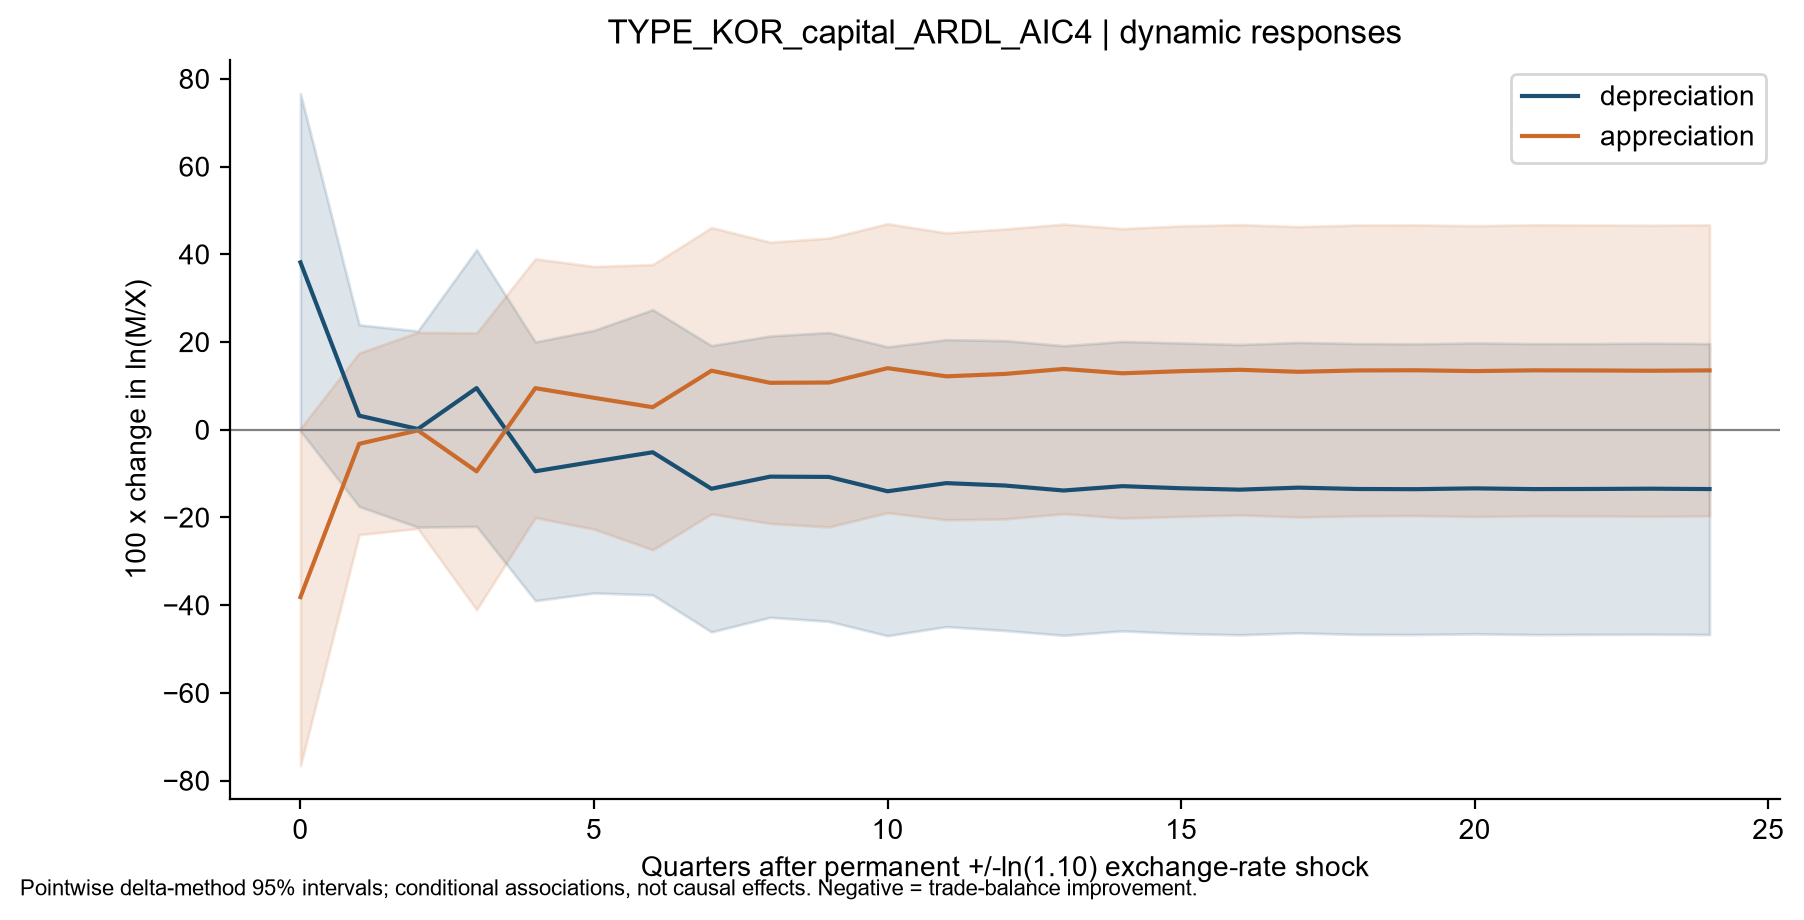 TYPE_KOR_capital_ARDL_AIC4 | dynamic responses
depreciation
appreciation
100 x change in ln(M/X)
80
60
40
20
0
−20
−40
−60
−80
0 5 10 15 20 25
Quarters after permanent +/-ln(1.10) exchange-rate shock
Pointwise delta-method 95% intervals; conditional associations, not causal effects. Negative = trade-balance improvement.